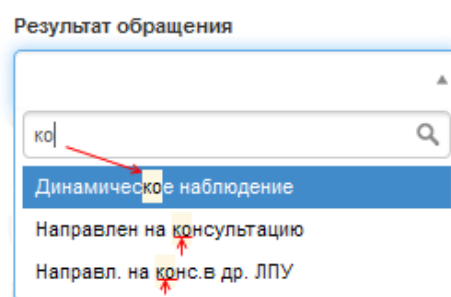 Результат обращения
ко
Динамическое наблюдение
Направлен на консультацию
Направл. на конс.в др. ЛПУ